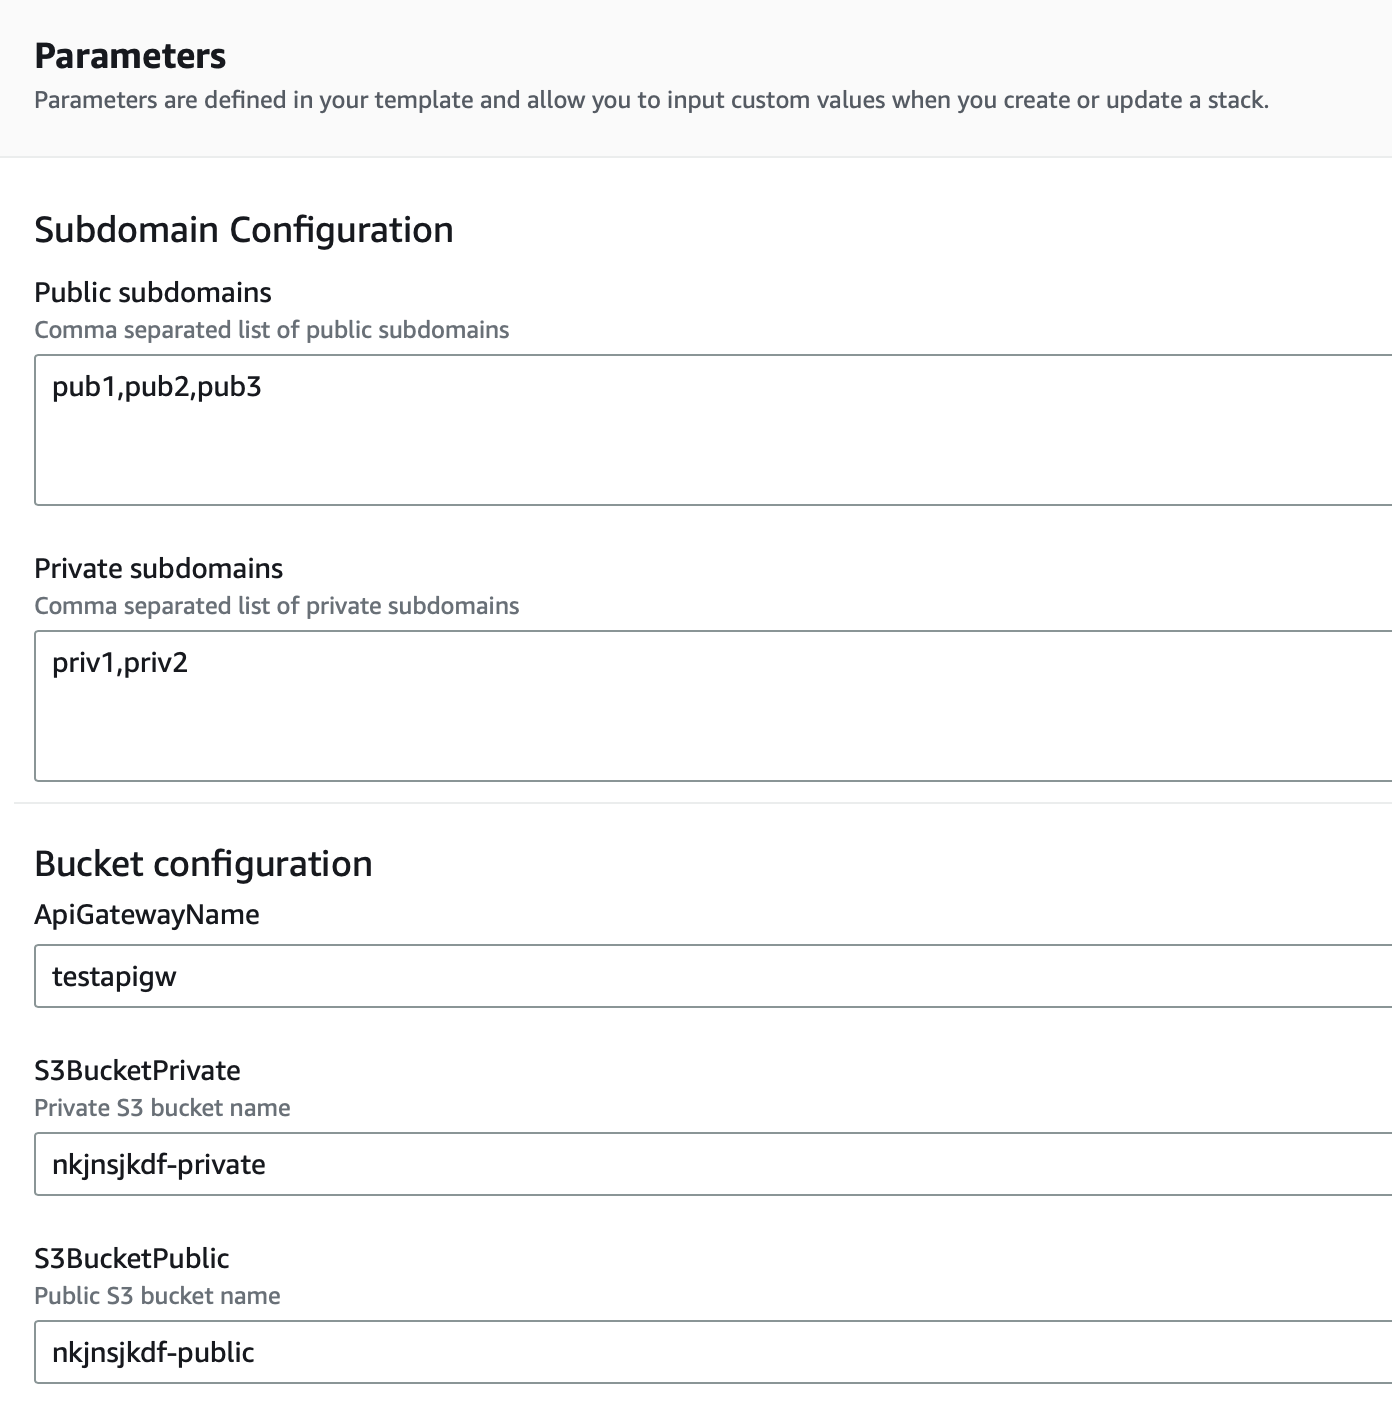 Parameters
Parameters are defined in your template and allow you to input custom values when you create or update a stack.
Subdomain Configuration
Public subdomains
Comma separated list of public subdomains
pub1,pub2,pub3
Private subdomains
Comma separated list of private subdomains
priv1,priv2
Bucket configuration
ApiGatewayName
testapigw
S3BucketPrivate
Private S3 bucket name
nkjnsjkdf-private
S3BucketPublic
Public S3 bucket name
nkjnsjkdf-public